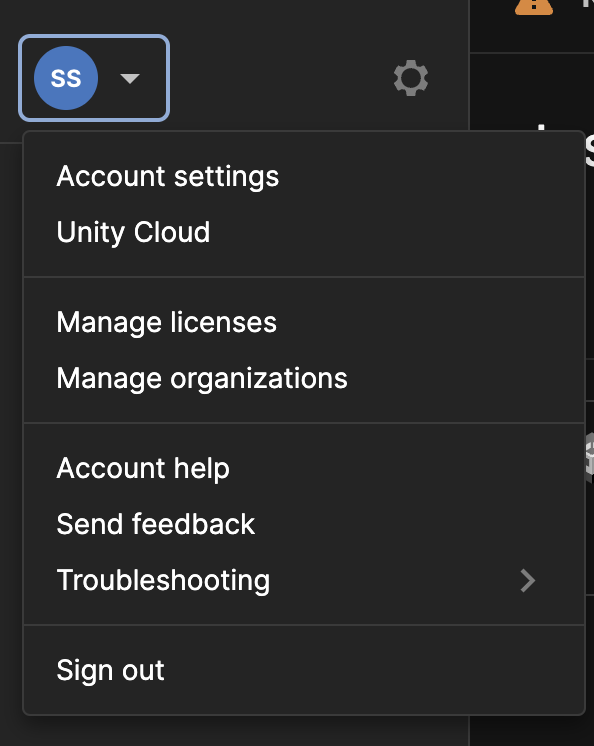 SS
Account settings
Unity Cloud
Manage licenses
Manage organizations
Account help
Send feedback
Troubleshooting
Sign out